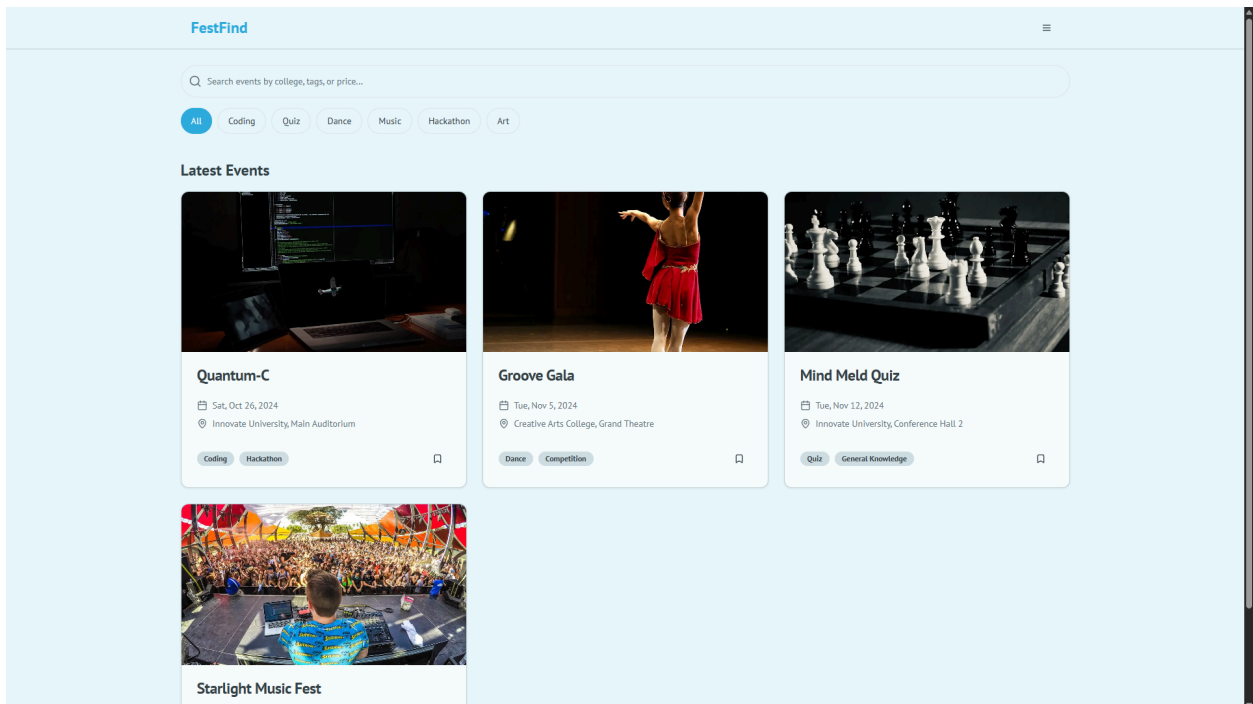 FestFind
Search events by college, tags, or price...
All
Coding
Quiz
Dance
Music
Hackathon
Art
Latest Events
Quantum-C
Sat, Oct 26, 2024
Innovate University, Main Auditorium
Coding
Hackathon
Groove Gala
Tue, Nov 5, 2024
Creative Arts College, Grand Theatre
Dance
Competition
Mind Meld Quiz
Tue, Nov 12, 2024
Innovate University, Conference Hall 2
Quiz
General Knowledge
Starlight Music Fest